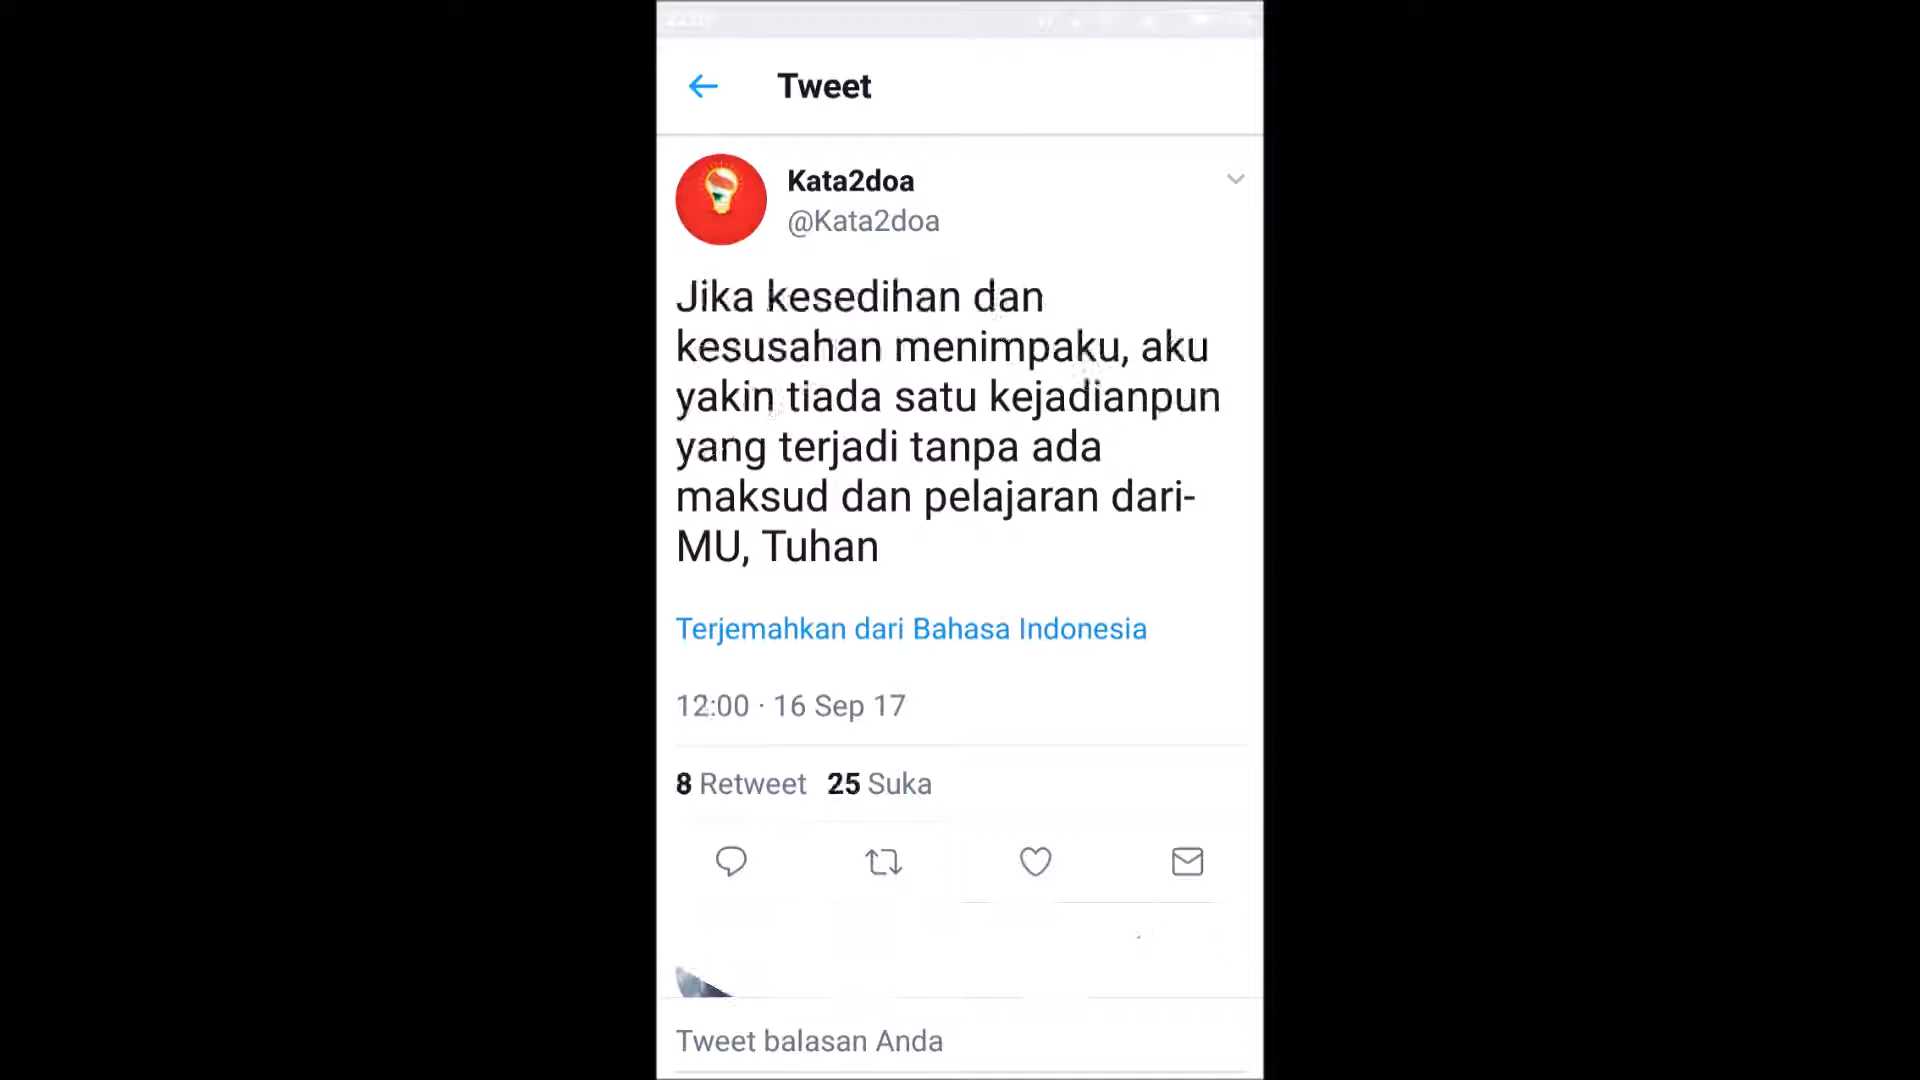 Tweet
Kata2doa
@Kata2doa
Jika kesedihan dan
kesusahan menimpaku, aku
yakin tiada satu kejadianpun
yang terjadi tanpa ada
maksud dan pelajaran dari-
MU, Tuhan
Terjemahkan dari Bahasa Indonesia
12:00 · 16 Sep 17
8 Retweet 25 Suka
Tweet balasan Anda